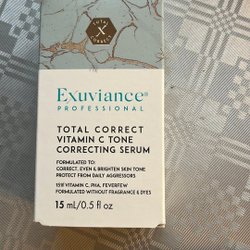 TOTAL
X
CORRECT
Exuviance®
PROFESSIONAL
TOTAL CORRECT
VITAMIN C TONE
CORRECTING SERUM
FORMULATED TO:
CORRECT, EVEN & BRIGHTEN SKIN TONE
PROTECT FROM DAILY AGGRESSORS
15% VITAMIN C, PHA, FEVERFEW
FORMULATED WITHOUT FRAGRANCE & DYES
15 mL/0.5 fl oz